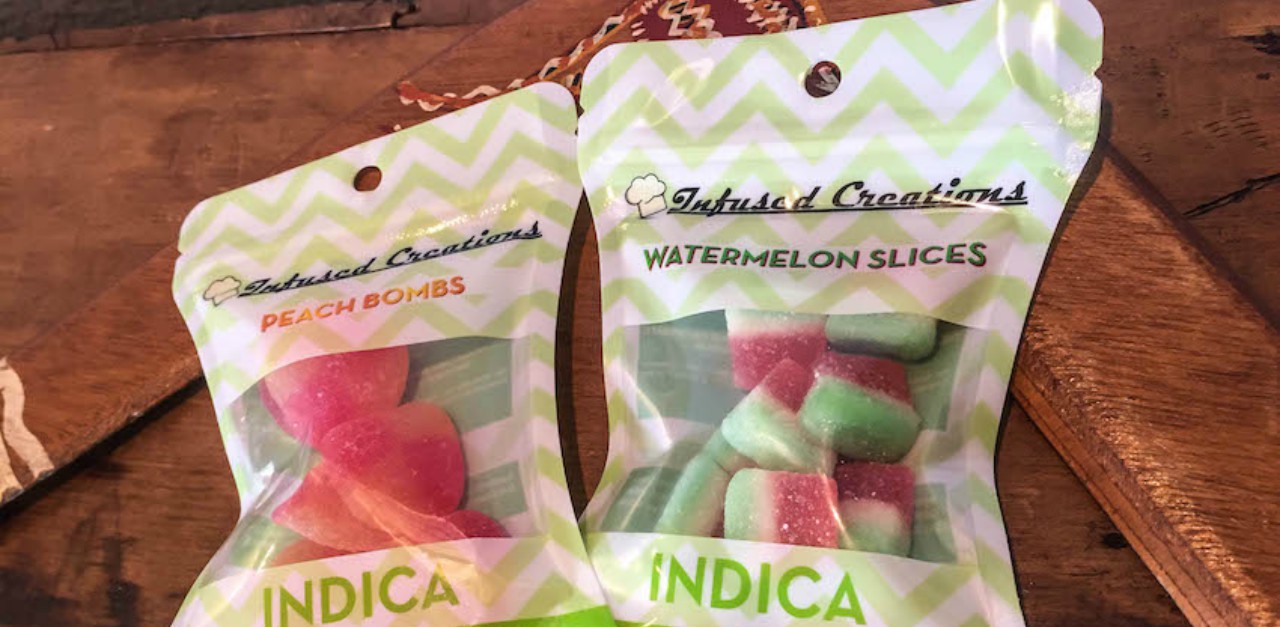 Infused Creations
PEACH BOMBS
INDICA
Infused Creations
WATERMELON SLICES
INDICA